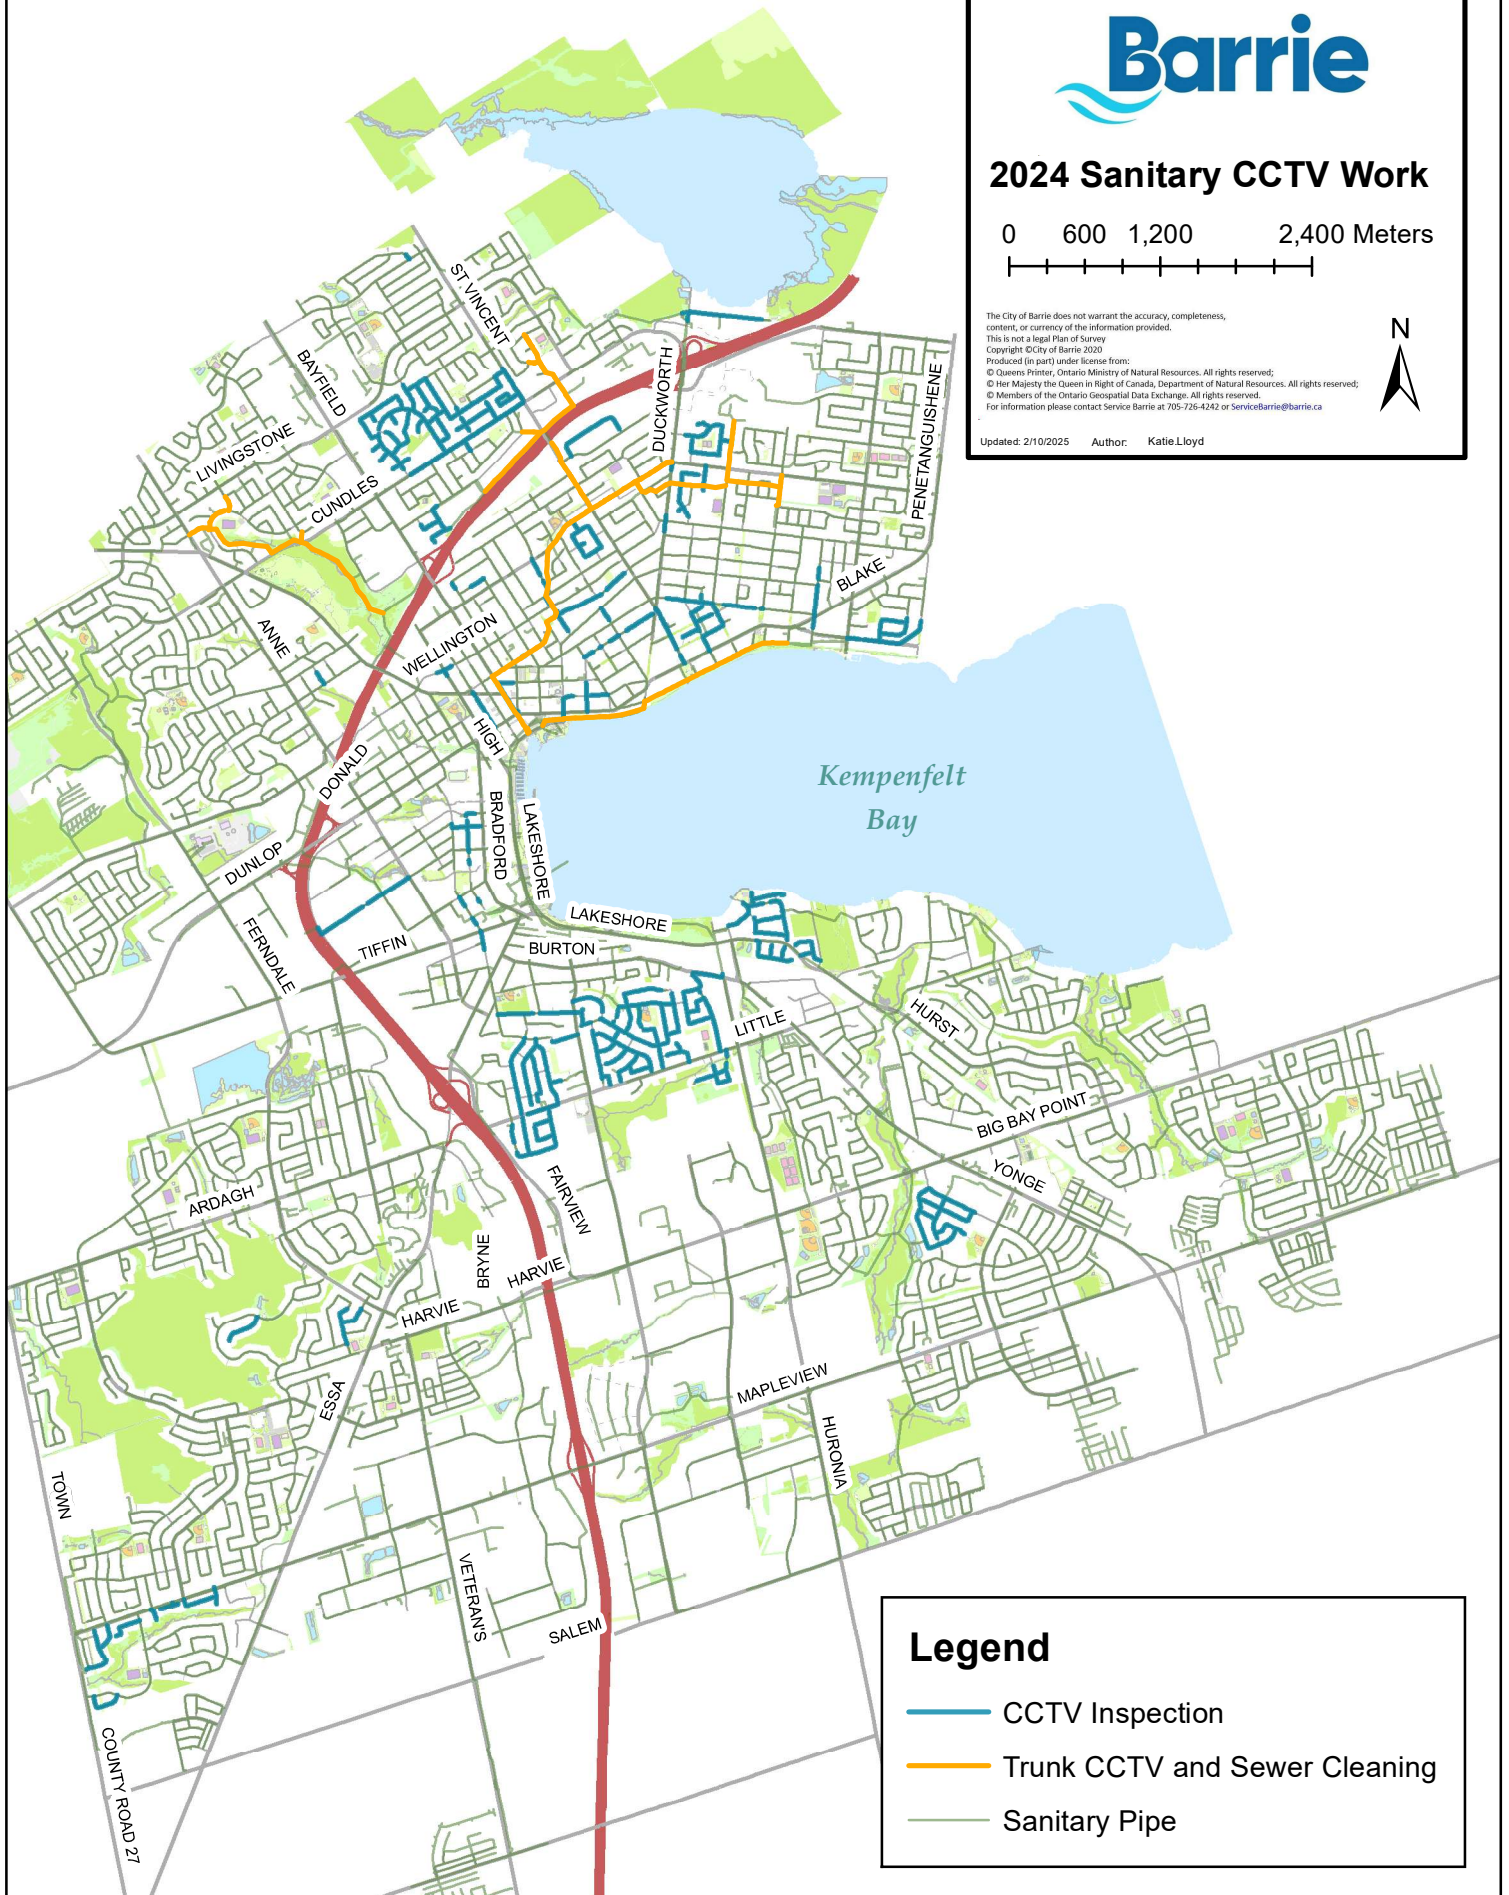 Barrie
2024 Sanitary CCTV Work
0 600 1,200 2,400 Meters
The City of Barrie does not warrant the accuracy, completeness,
content, or currency of the information provided.
This is not a legal Plan of Survey
Copyright ©City of Barrie 2020
Produced (in part) under license from:
© Queens Printer, Ontario Ministry of Natural Resources. All rights reserved;
© Her Majesty the Queen in Right of Canada, Department of Natural Resources. All rights reserved;
© Members of the Ontario Geospatial Data Exchange. All rights reserved.
For information please contact Service Barrie at 705-726-4242 or ServiceBarrie@barrie.ca
N
Updated: 2/10/2025 Author: Katie.Lloyd
ST VINCENT
BAYFIELD
DUCKWORTH
PENETANGUISHENE
LIVINGSTONE
CUNDLES
BLAKE
ANNE
WELLINGTON
HIGH
DONALD
Kempenfelt
Bay
BRADFORD
LAKESHORE
DUNLOP
LAKESHORE
FERNDALE
TIFFIN
BURTON
HURST
LITTLE
BIG BAY POINT
YONGE
ARDAGH
FAIRVIEW
BRYNE
HARVIE
HARVIE
MAPLEVIEW
ESSA
HURONIA
TOWN
VETERAN'S
SALEM
COUNTY ROAD 27
Legend
CCTV Inspection
Trunk CCTV and Sewer Cleaning
Sanitary Pipe